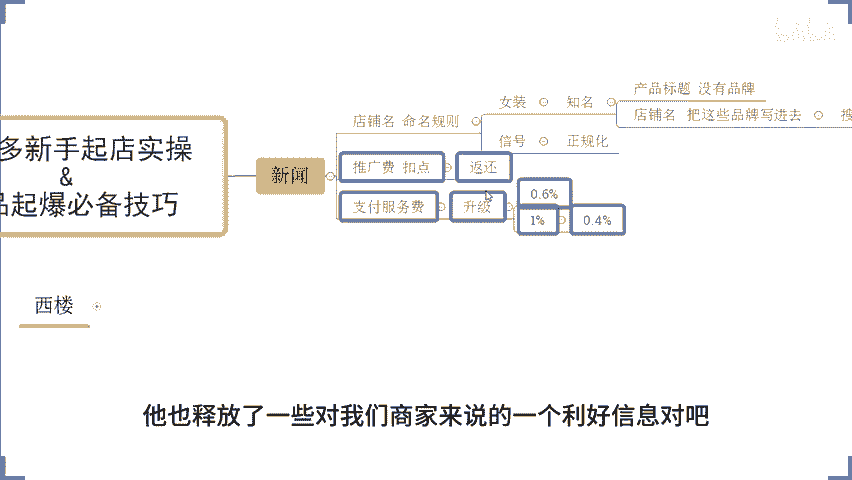 多新手起店实操
&
品起爆必备技巧
新闻
店铺名 命名规则
女装
知名
产品标题 没有品牌
店铺名 把这些品牌写进去
搜
信号
正规化
推广费 扣点
返还
支付服务费
升级
0.6%
1%
0.4%
西楼
他也释放了一些对我们商家来说的一个利好信息对吧